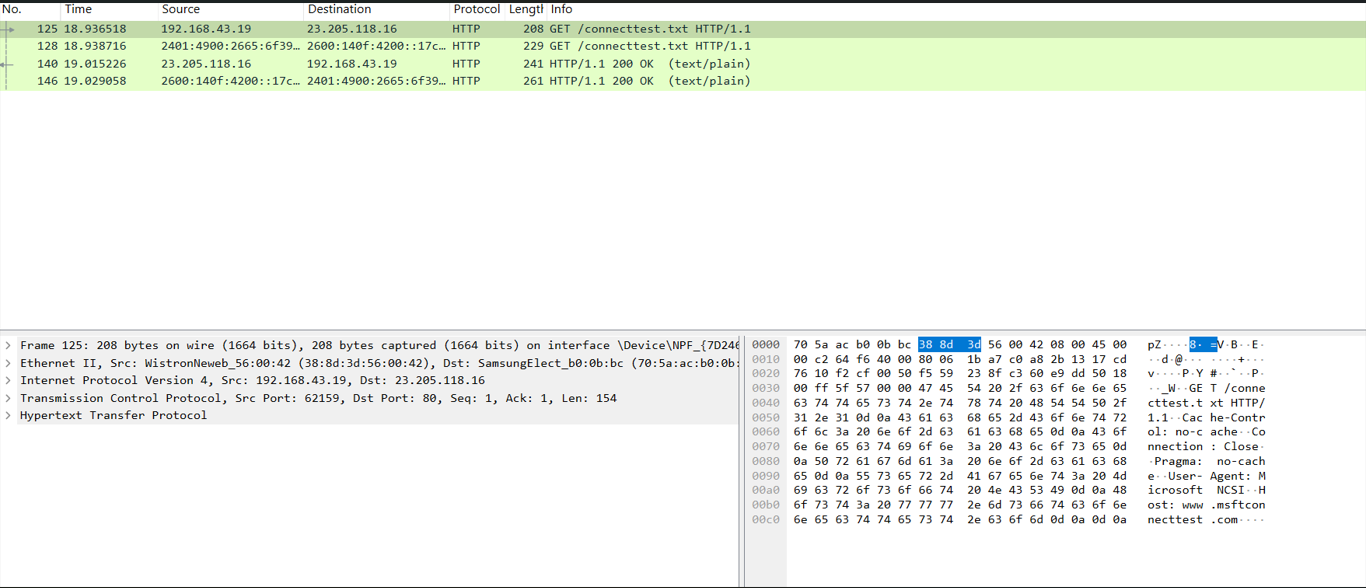 No. Time Source Destination Protocol Length Info
125 18.936518 192.168.43.19 23.205.118.16 HTTP 208 GET /connecttest.txt HTTP/1.1
128 18.938716 2401:4900:2665:6f39… 2600:140f:4200::17c… HTTP 229 GET /connecttest.txt HTTP/1.1
140 19.015226 23.205.118.16 192.168.43.19 HTTP 241 HTTP/1.1 200 OK (text/plain)
146 19.029058 2600:140f:4200::17c… 2401:4900:2665:6f39… HTTP 261 HTTP/1.1 200 OK (text/plain)
Frame 125: 208 bytes on wire (1664 bits), 208 bytes captured (1664 bits) on interface \Device\NPF_{7D246
Ethernet II, Src: WistronNeweb_56:00:42 (38:8d:3d:56:00:42), Dst: SamsungElect_b0:0b:bc (70:5a:ac:b0:0b:
Internet Protocol Version 4, Src: 192.168.43.19, Dst: 23.205.118.16
Transmission Control Protocol, Src Port: 62159, Dst Port: 80, Seq: 1, Ack: 1, Len: 154
Hypertext Transfer Protocol
0000 70 5a ac b0 0b bc 38 8d 3d 56 00 42 08 00 45 00 pZ····8· =V·B··E·
0010 00 c2 64 f6 40 00 80 06 1b a7 c0 a8 2b 13 17 cd ··d·@··· ····+···
0020 76 10 f2 cf 00 50 f5 59 23 8f c3 60 e9 dd 50 18 v····P·Y #··`··P·
0030 00 ff 5f 57 00 00 47 45 54 20 2f 63 6f 6e 6e 65 ··_W··GE T /conne
0040 63 74 74 65 73 74 2e 74 78 74 20 48 54 54 50 2f cttest.t xt HTTP/
0050 31 2e 31 0d 0a 43 61 63 68 65 2d 43 6f 6e 74 72 1.1··Cac he-Contr
0060 6f 6c 3a 20 6e 6f 2d 63 61 63 68 65 0d 0a 43 6f ol: no-c ache··Co
0070 6e 6e 65 63 74 69 6f 6e 3a 20 43 6c 6f 73 65 0d nnection : Close·
0080 0a 50 72 61 67 6d 61 3a 20 6e 6f 2d 63 61 63 68 ·Pragma: no-cach
0090 65 0d 0a 55 73 65 72 2d 41 67 65 6e 74 3a 20 4d e··User- Agent: M
00a0 69 63 72 6f 73 6f 66 74 20 4e 43 53 49 0d 0a 48 icrosoft NCSI··H
00b0 6f 73 74 3a 20 77 77 77 2e 6d 73 66 74 63 6f 6e ost: www .msftcon
00c0 6e 65 63 74 74 65 73 74 2e 63 6f 6d 0d 0a 0d 0a necttest .com····